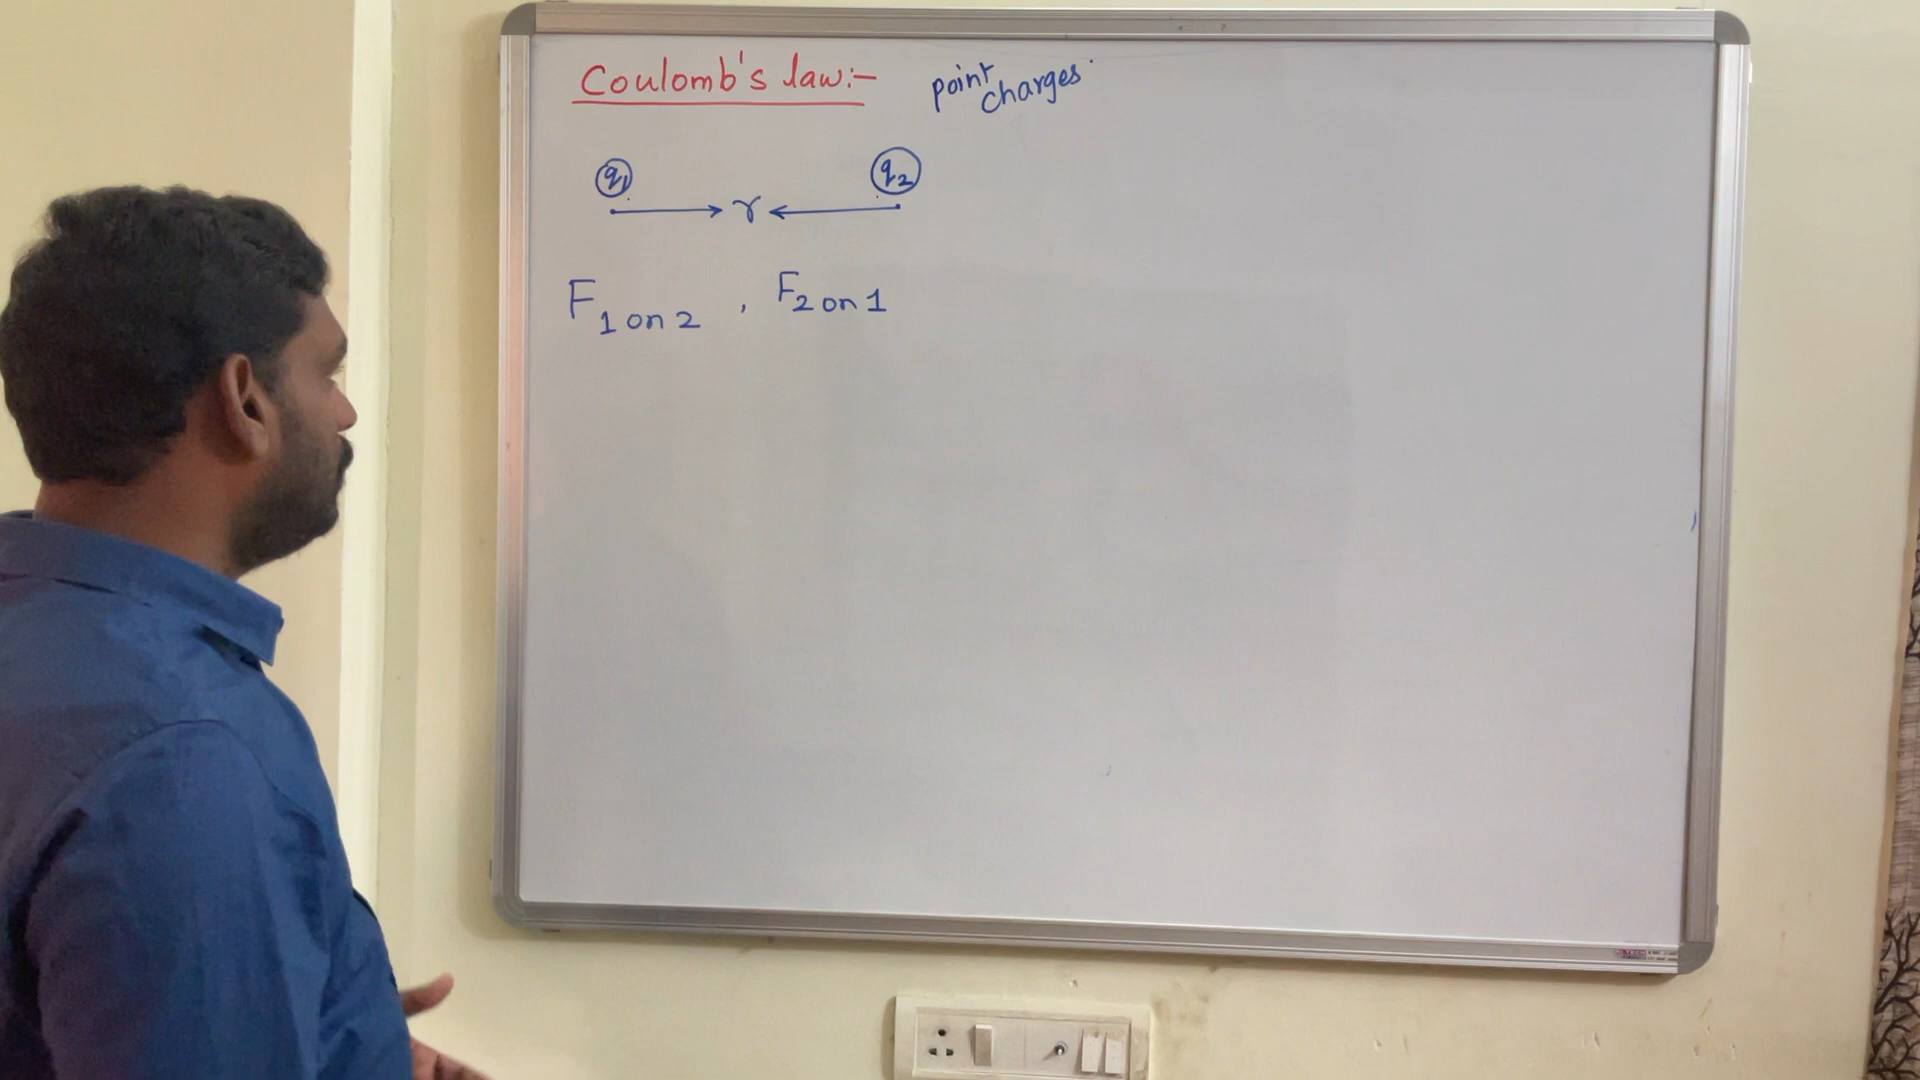 Coulomb's law:- point charges
q1 q2
r
F1 on 2 , F2 on 1